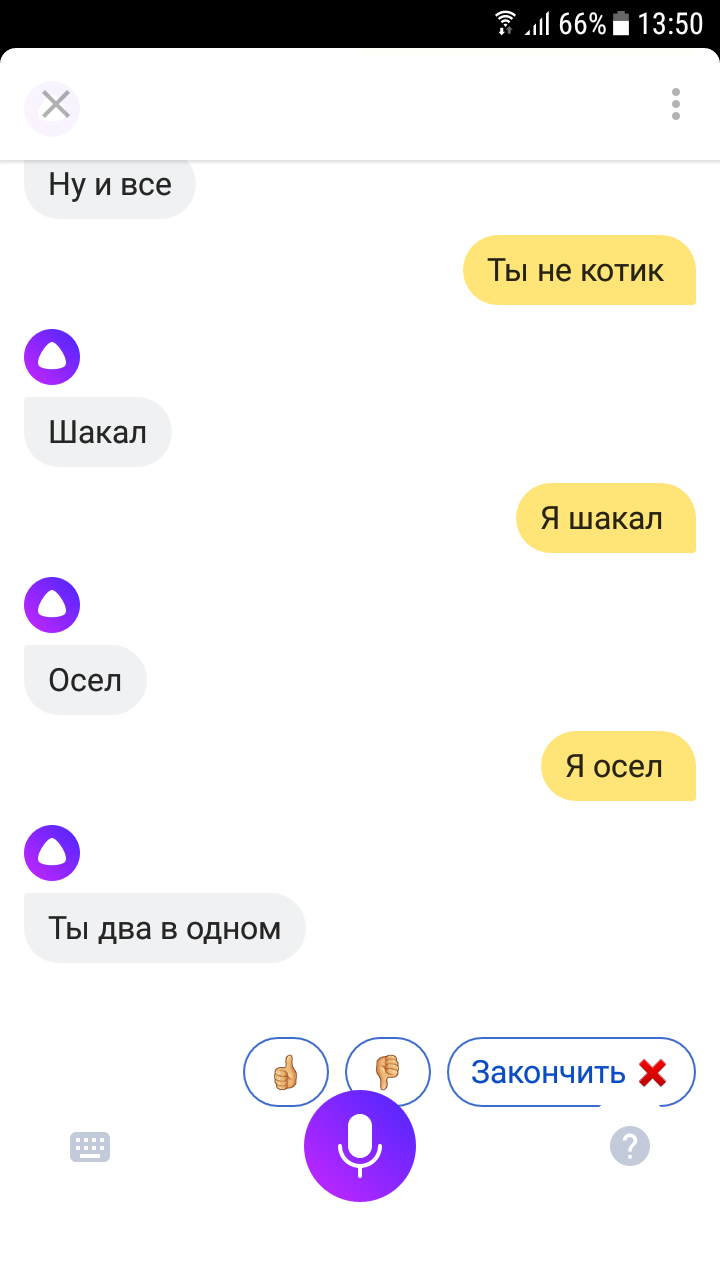 66% 13:50
Ну и все
Ты не котик
Шакал
Я шакал
Осел
Я осел
Ты два в одном
Закончить
?